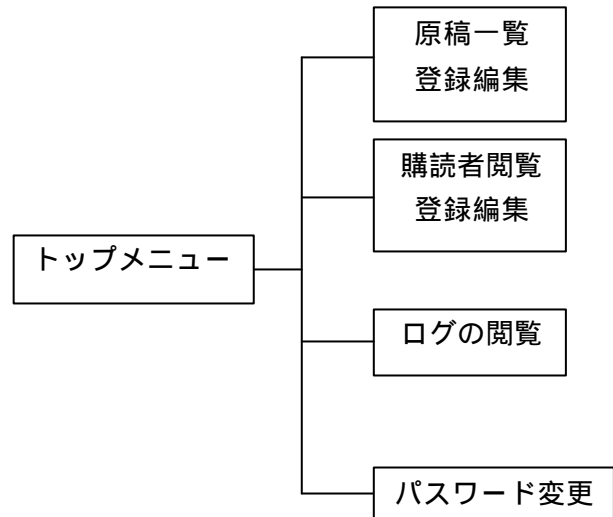 原稿一覧
登録編集
購読者閲覧
登録編集
トップメニュー
ログの閲覧
パスワード変更